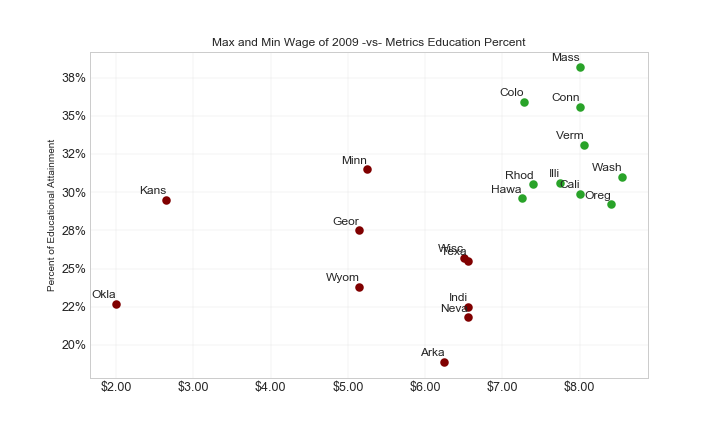 Max and Min Wage of 2009 -vs- Metrics Education Percent
Percent of Educational Attainment
38%
35%
32%
30%
28%
25%
22%
20%
Mass
Colo
Conn
Verm
Minn
Wash
Rhod
Illi
Cali
Kans
Hawa
Oreg
Geor
Wisc
Texa
Wyom
Okla
Indi
Neva
Arka
$2.00
$3.00
$4.00
$5.00
$6.00
$7.00
$8.00